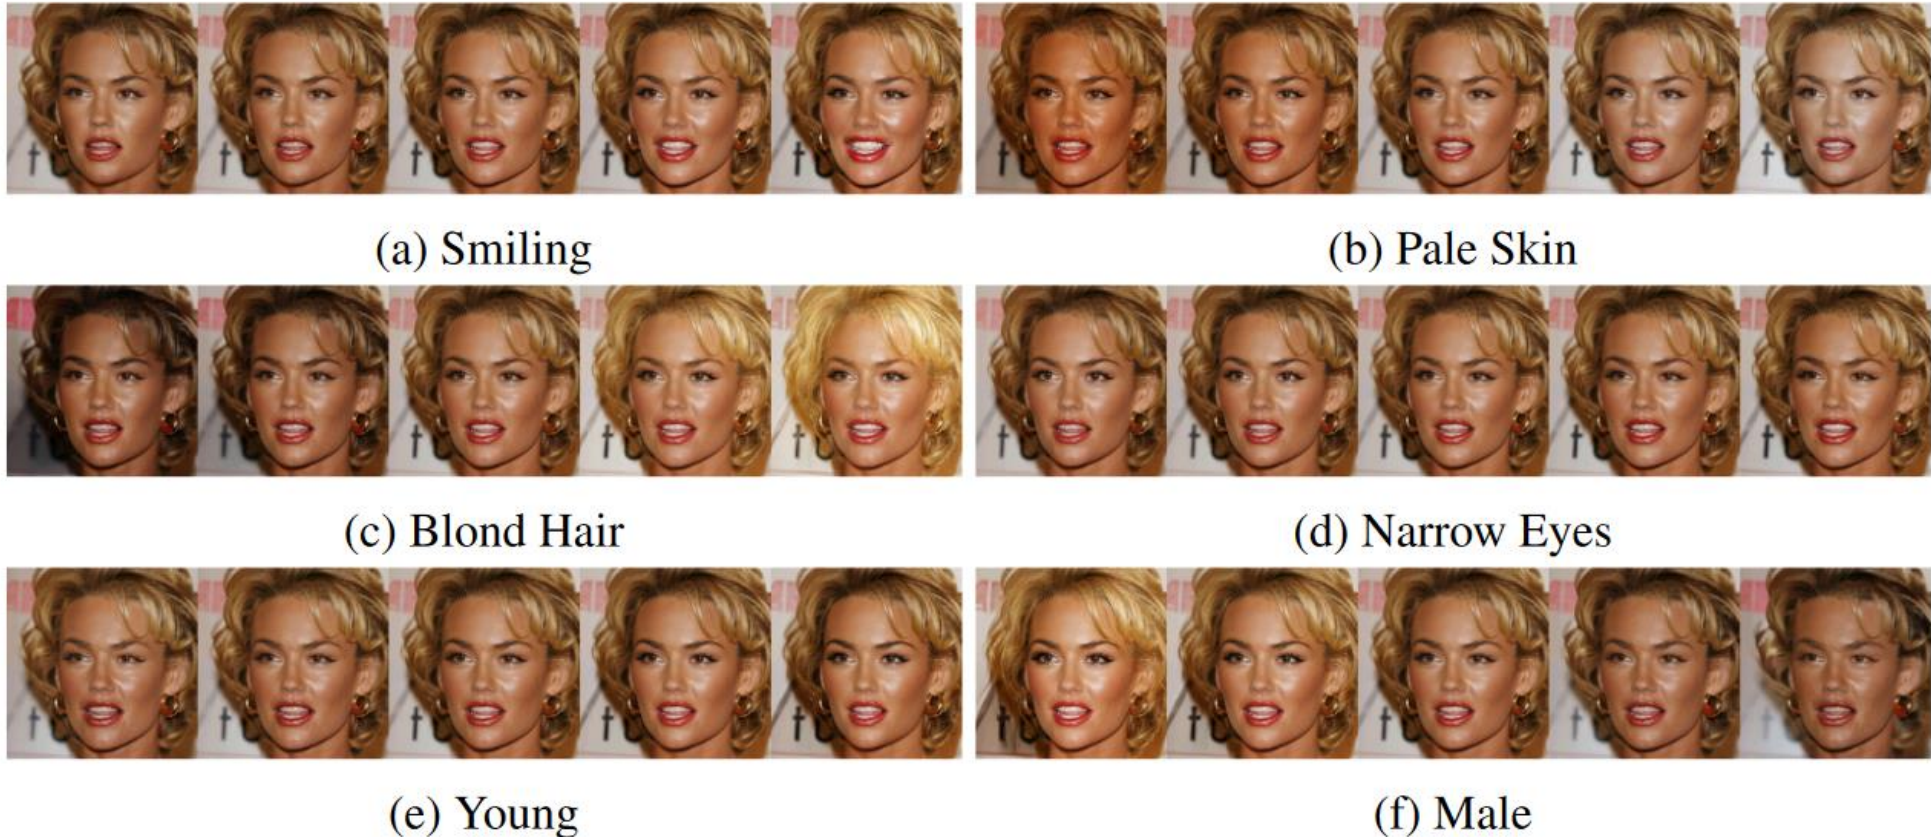 (a) Smiling
(b) Pale Skin
(c) Blond Hair
(d) Narrow Eyes
(e) Young
(f) Male